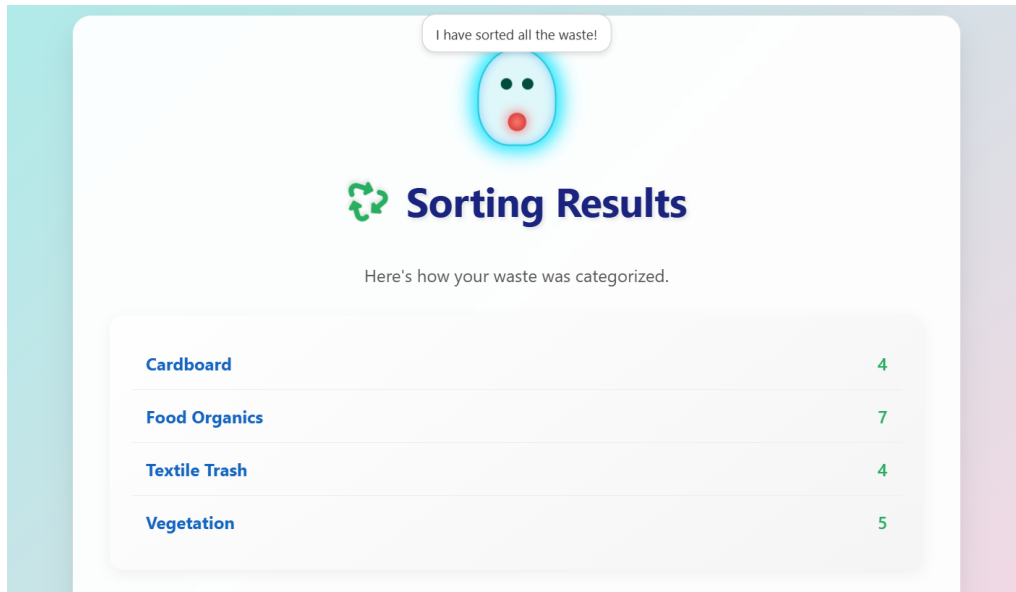 I have sorted all the waste!
Sorting Results
Here's how your waste was categorized.
Cardboard 4
Food Organics 7
Textile Trash 4
Vegetation 5